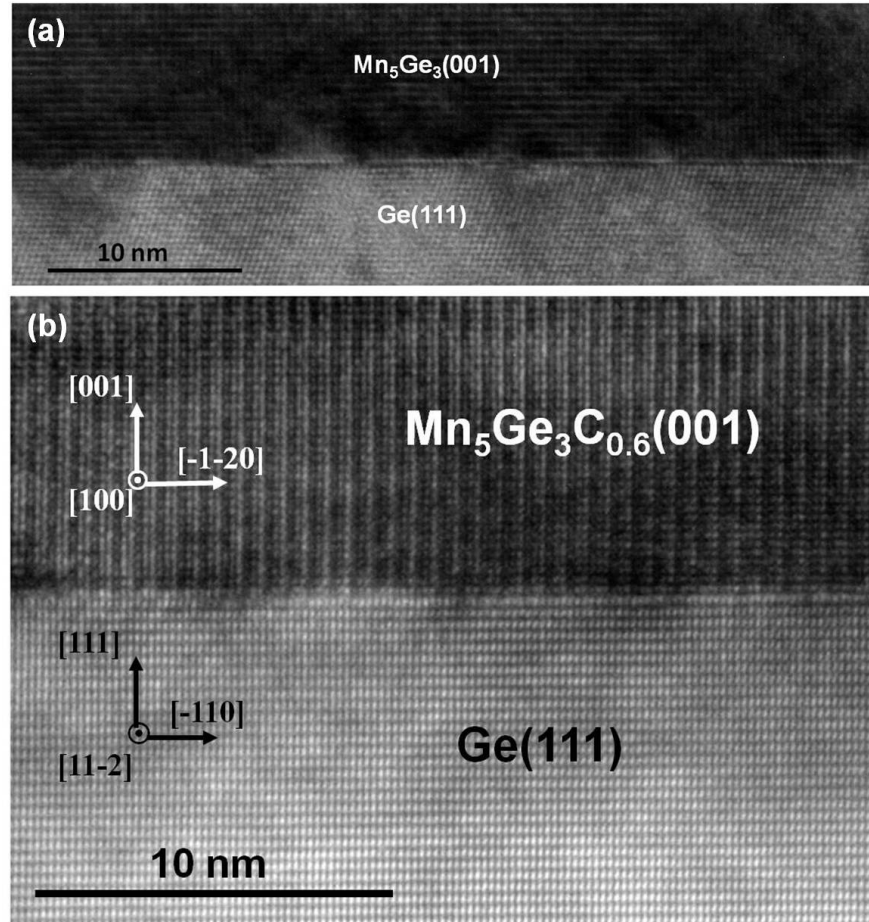 (a)
Mn₅Ge₃(001)
Ge(111)
10 nm
(b)
[001]
[-1-20]
[100]
Mn₅Ge₃C₀.₆(001)
[111]
[-110]
[11-2]
Ge(111)
10 nm